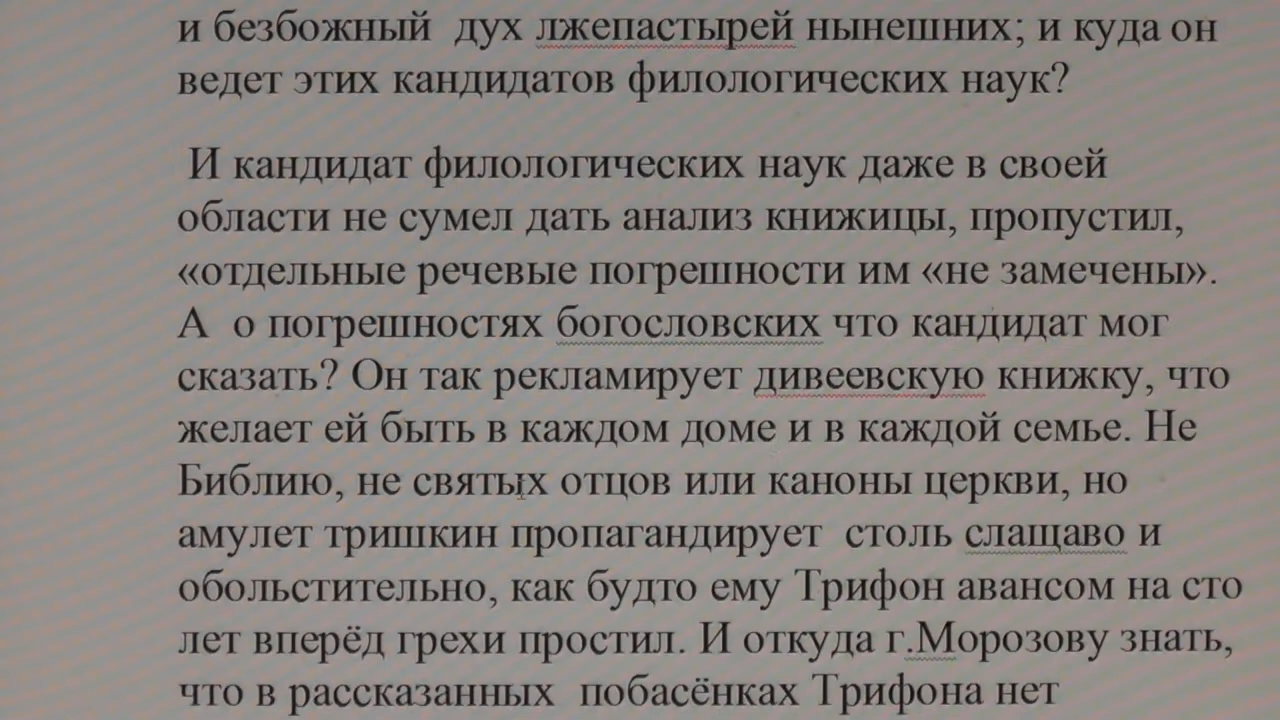 и безбожный  дух лжепастырей нынешних; и куда он
ведет этих кандидатов филологических наук?
И кандидат филологических наук даже в своей
области не сумел дать анализ книжицы, пропустил,
«отдельные речевые погрешности им «не замечены».
А  о погрешностях богословских что кандидат мог
сказать? Он так рекламирует дивеевскую книжку, что
желает ей быть в каждом доме и в каждой семье. Не
Библию, не святых отцов или каноны церкви, но
амулет тришкин пропагандирует  столь слащаво и
обольстительно, как будто ему Трифон авансом на сто
лет вперёд грехи простил. И откуда г.Морозову знать,
что в рассказанных  побасёнках Трифона нет